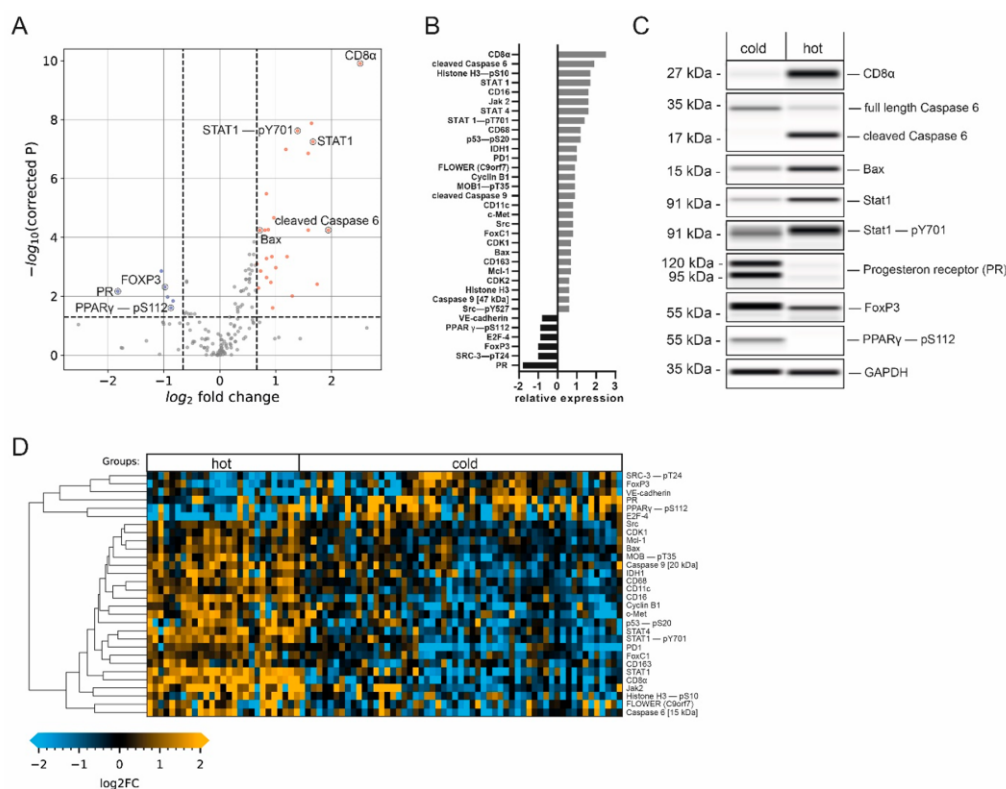 A
10
8
6
4
2
0
−2
−1
0
1
2
−log10(corrected P)
log2 fold change
CD8α
STAT1 — pY701
STAT1
cleaved Caspase 6
Bax
FOXP3
PR
PPARγ — pS112
B
CD8α
cleaved Caspase 6
Histone H3—pS10
STAT 1
CD16
Jak 2
STAT 4
STAT 1—pT701
CD68
p53—pS20
IDH1
PD1
FLOWER (C9orf7)
Cyclin B1
MOB1—pT35
cleaved Caspase 9
CD11c
c-Met
Src
FoxC1
CDK1
Bax
CD163
Mcl-1
CDK2
Histone H3
Caspase 9 [47 kDa]
Src—pY527
VE-cadherin
PPAR γ—pS112
E2F-4
FoxP3
SRC-3—pT24
PR
-2 -1 0 1 2 3
relative expression
C
cold hot
27 kDa - CD8α
35 kDa - full length Caspase 6
17 kDa - cleaved Caspase 6
15 kDa - Bax
91 kDa - Stat1
91 kDa - Stat1 — pY701
120 kDa -
95 kDa - Progesteron receptor (PR)
55 kDa - FoxP3
55 kDa - PPARγ — pS112
35 kDa - GAPDH
D
Groups: hot cold
SRC-3 — pT24
FoxP3
VE-cadherin
PR
PPARγ — pS112
E2F-4
Src
CDK1
Mcl-1
Bax
MOB — pT35
Caspase 9 [20 kDa]
IDH1
CD68
CD11c
CD16
Cyclin B1
c-Met
p53 — pS20
STAT4
STAT1 — pY701
PD1
FoxC1
CD163
STAT1
CD8α
Jak2
Histone H3 — pS10
FLOWER (C9orf7)
Caspase 6 [15 kDa]
−2 −1 0 1 2
log2FC